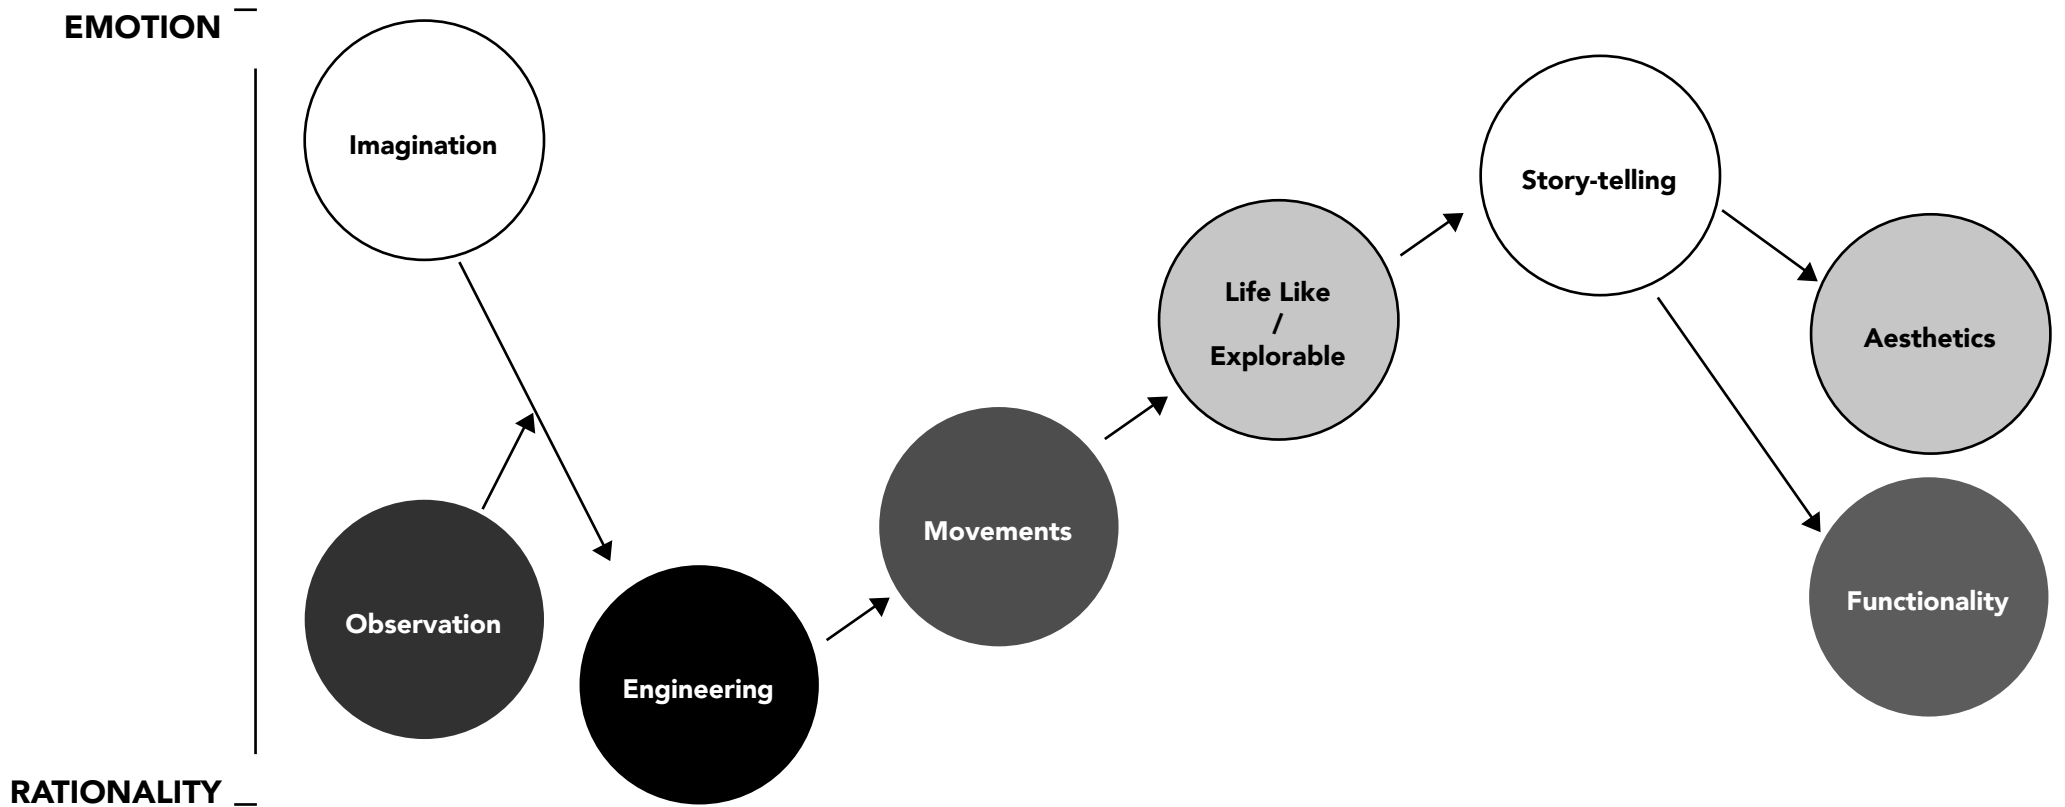 EMOTION
Imagination
Story-telling
Life Like
/
Explorable
Aesthetics
Movements
Functionality
Observation
Engineering
RATIONALITY